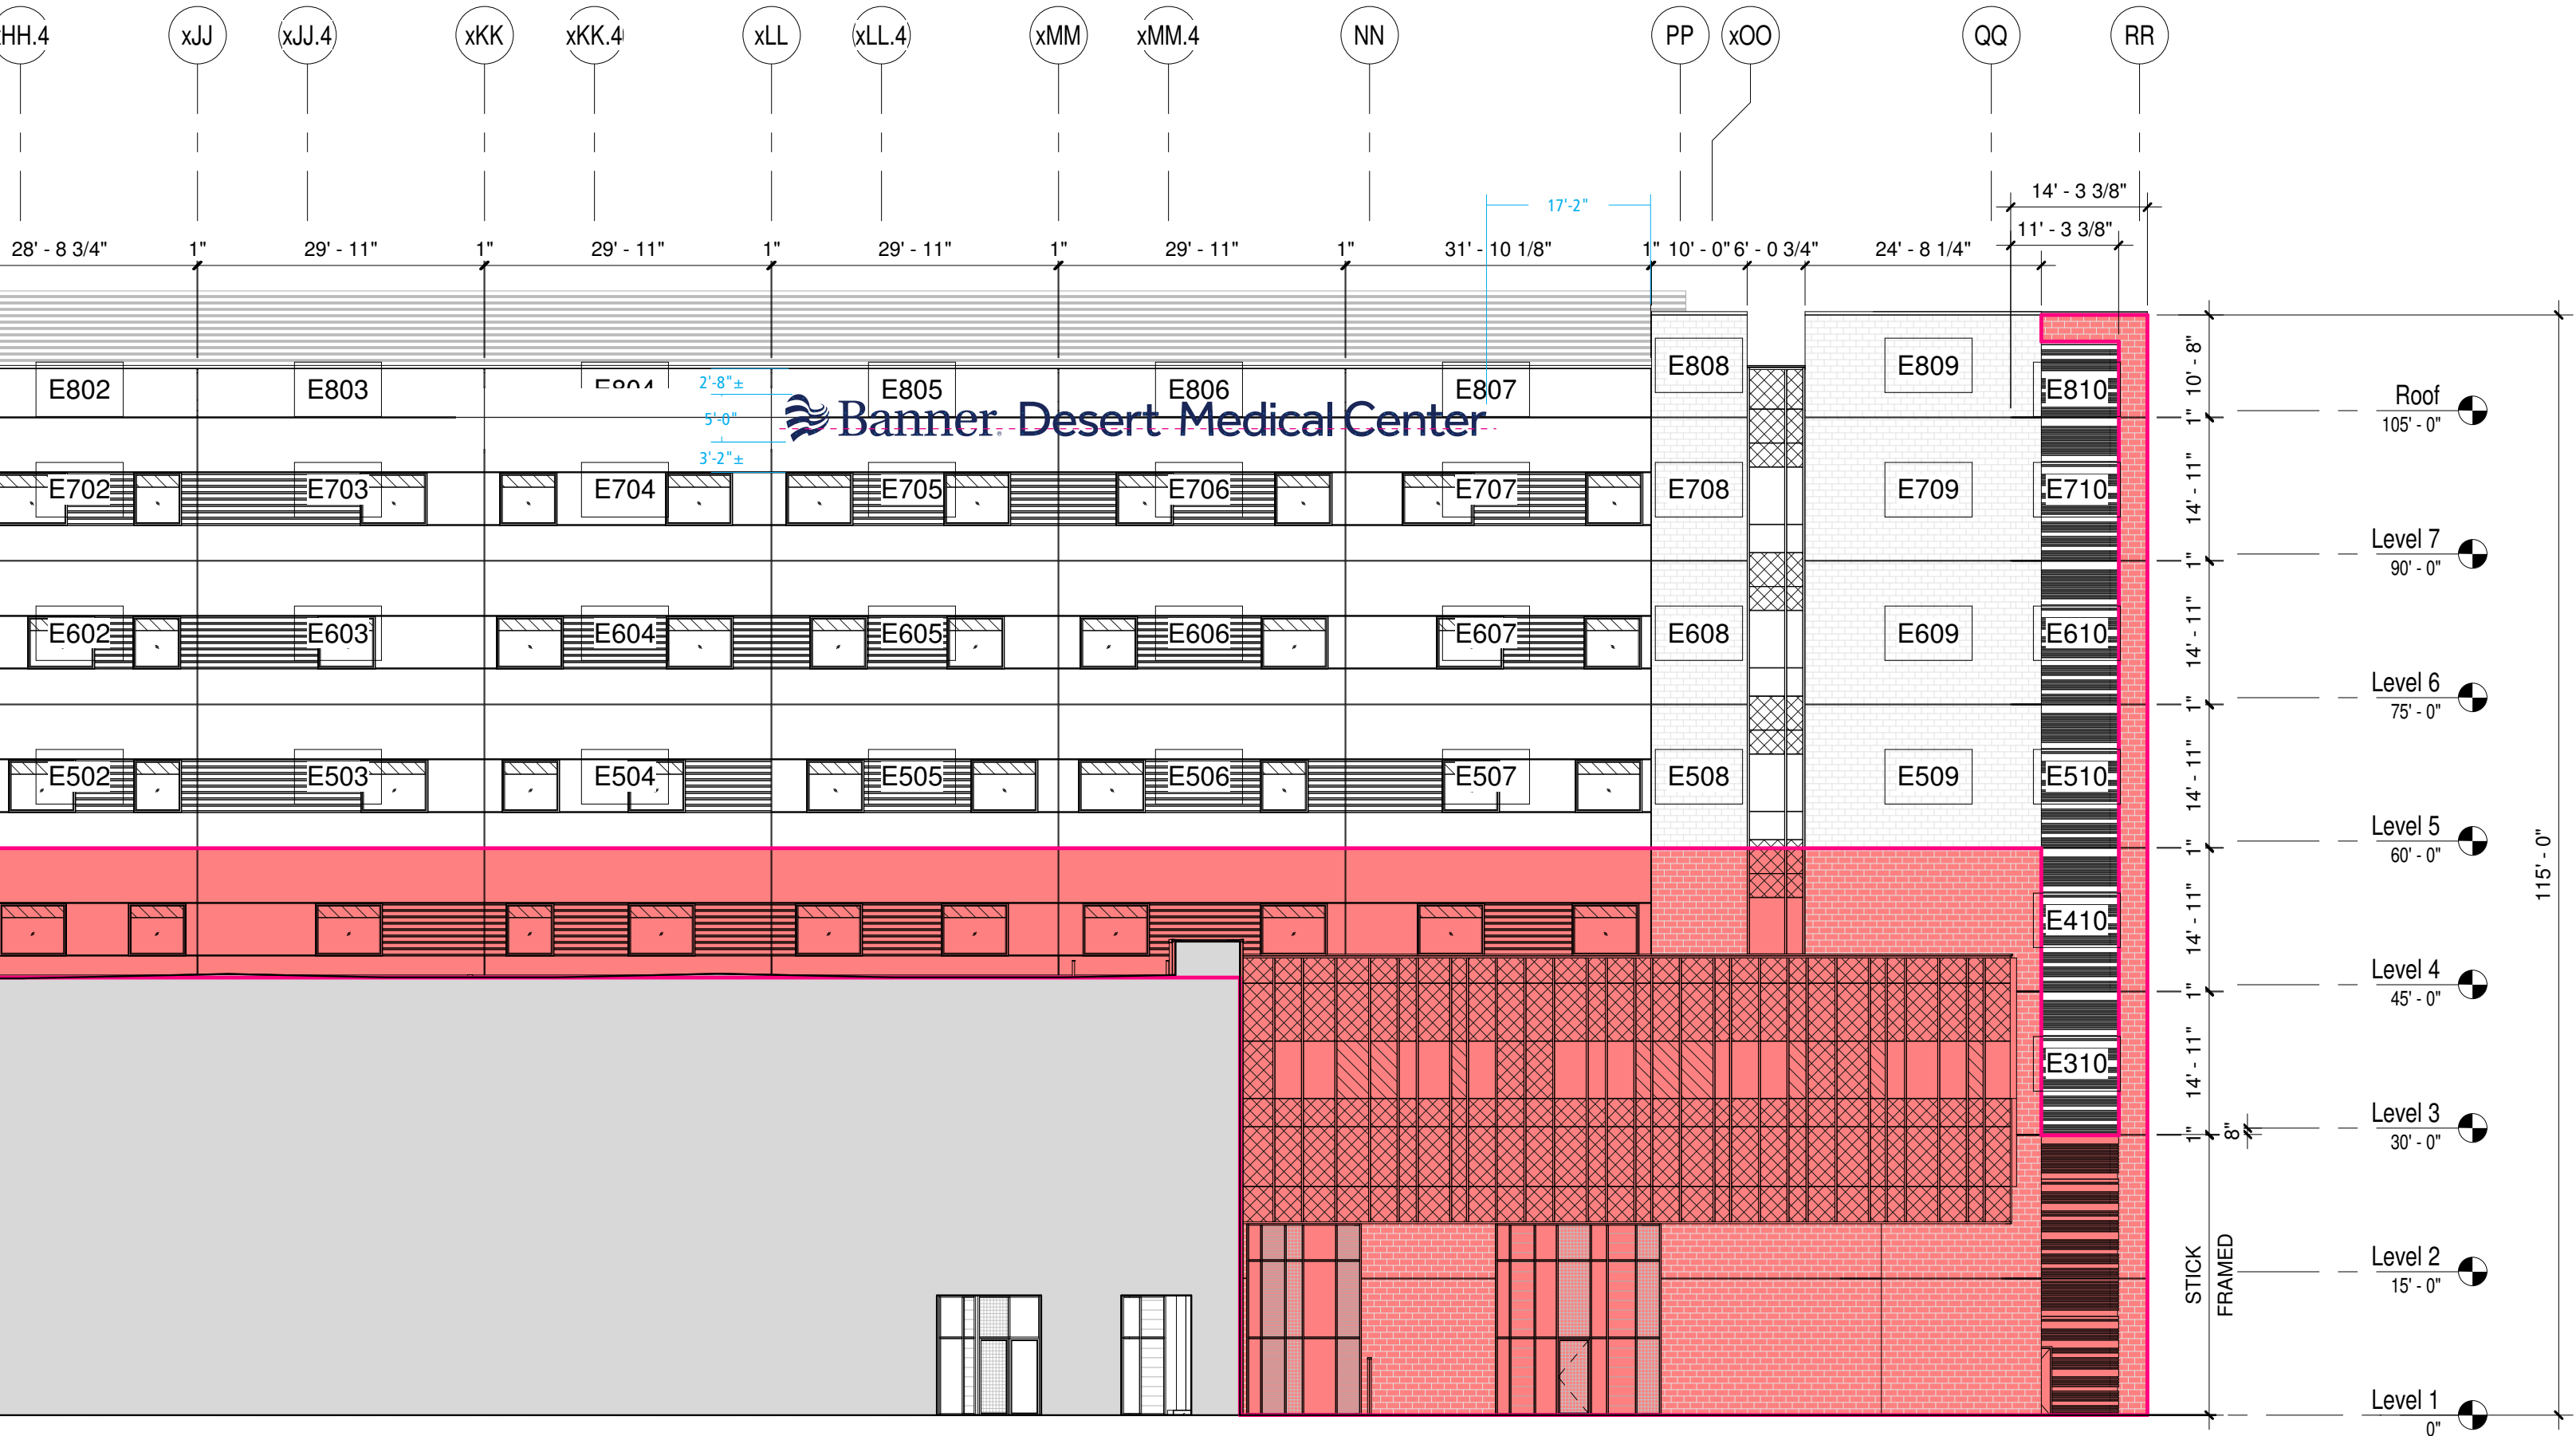 HH.4 xJJ xJJ.4 xKK xKK.4 xLL xLL.4 xMM xMM.4 NN PP xOO QQ RR
14' - 3 3/8"
17'-2"
11' - 3 3/8"
28' - 8 3/4" 1" 29' - 11" 1" 29' - 11" 1" 29' - 11" 1" 29' - 11" 1" 31' - 10 1/8" 1" 10' - 0" 6' - 0 3/4" 24' - 8 1/4"
E808 E809
10' - 8"
E802 E803 E804 2'-8"± E805 E806 E807 E810
Roof
105' - 0"
5'-0" Banner Desert Medical Center 1"
3'-2"±
E702 E703 E704 E705 E706 E707 E708 E709 E710
14' - 11"
Level 7
90' - 0"
1"
E602 E603 E604 E605 E606 E607 E608 E609 E610
14' - 11"
Level 6
75' - 0"
1"
E502 E503 E504 E505 E506 E507 E508 E509 E510
14' - 11"
Level 5
60' - 0"
1"
115' - 0"
E410
14' - 11"
Level 4
45' - 0"
1"
E310
14' - 11"
Level 3
30' - 0"
1" 8"
Level 2
15' - 0"
STICK
FRAMED
Level 1
0"